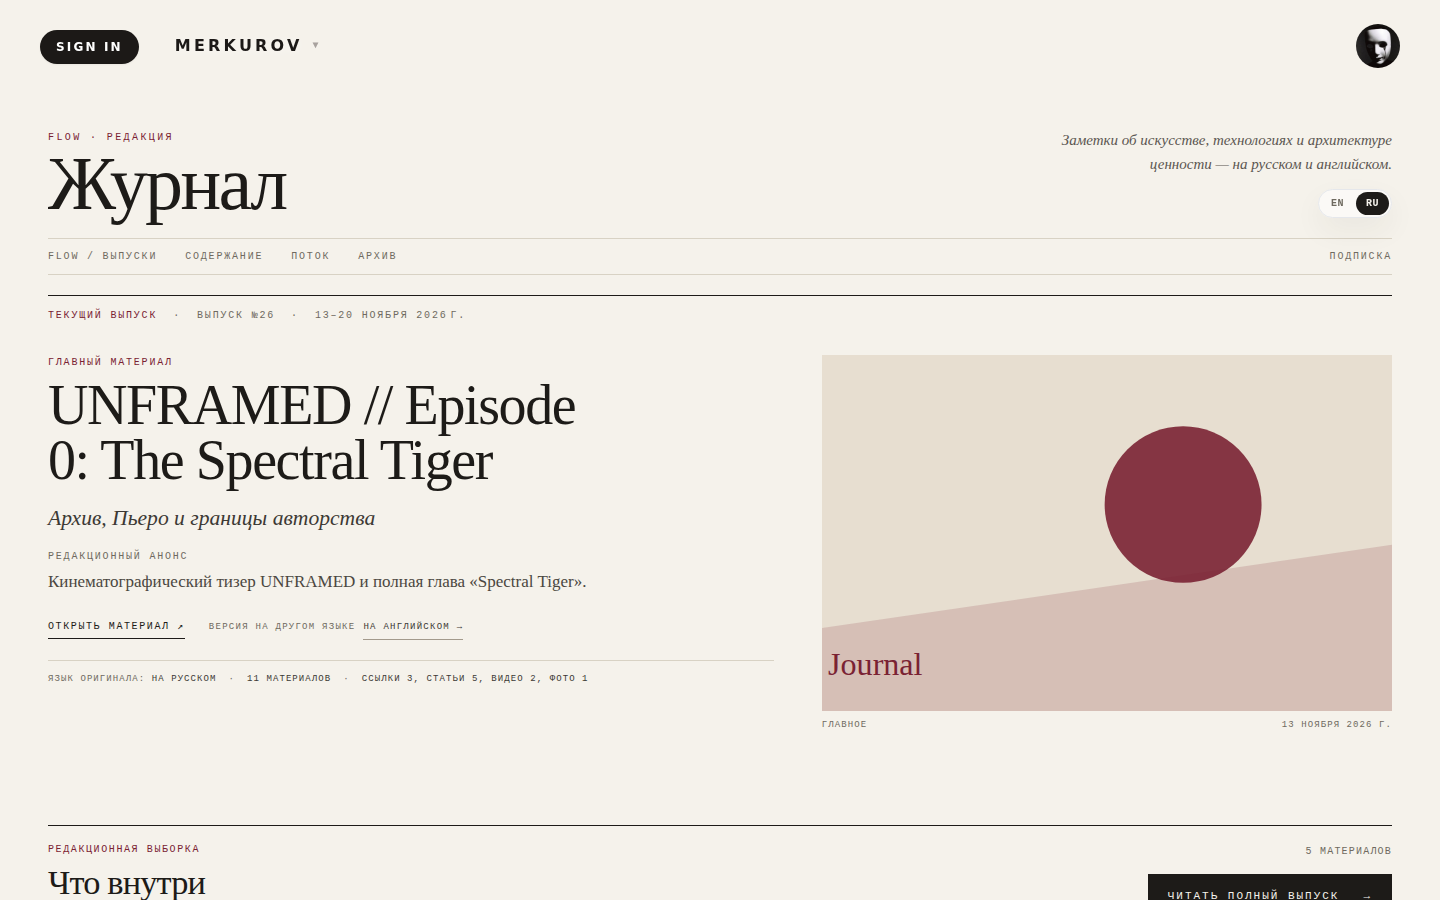 SIGN IN
MERKUROV ▾
FLOW · РЕДАКЦИЯ
Журнал
Заметки об искусстве, технологиях и архитектуре
ценности — на русском и английском.
EN RU
FLOW / ВЫПУСКИ СОДЕРЖАНИЕ ПОТОК АРХИВ ПОДПИСКА
ТЕКУЩИЙ ВЫПУСК · ВЫПУСК №26 · 13–20 НОЯБРЯ 2026 Г.
ГЛАВНЫЙ МАТЕРИАЛ
UNFRAMED // Episode
0: The Spectral Tiger
Архив, Пьеро и границы авторства
РЕДАКЦИОННЫЙ АНОНС
Кинематографический тизер UNFRAMED и полная глава «Spectral Tiger».
ОТКРЫТЬ МАТЕРИАЛ ↗ ВЕРСИЯ НА ДРУГОМ ЯЗЫКЕ НА АНГЛИЙСКОМ →
ЯЗЫК ОРИГИНАЛА: НА РУССКОМ · 11 МАТЕРИАЛОВ · ССЫЛКИ 3, СТАТЬИ 5, ВИДЕО 2, ФОТО 1
Journal
ГЛАВНОЕ 13 НОЯБРЯ 2026 Г.
РЕДАКЦИОННАЯ ВЫБОРКА
Что внутри
5 МАТЕРИАЛОВ
ЧИТАТЬ ПОЛНЫЙ ВЫПУСК →